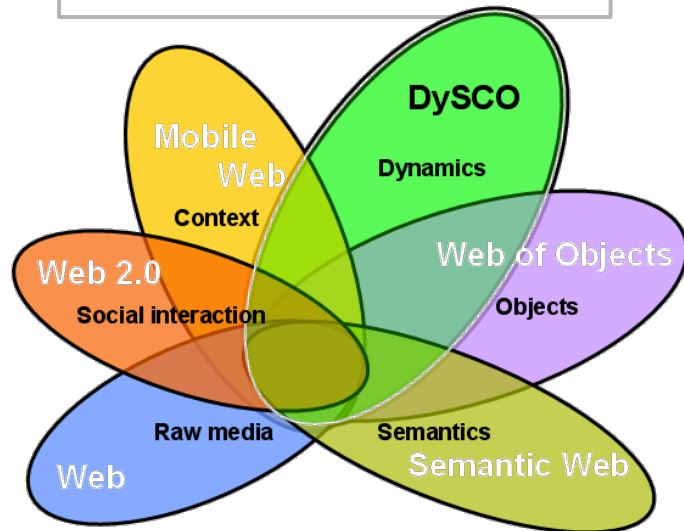 DySCO
Mobile
Web
Dynamics
Context
Web of Objects
Web 2.0
Objects
Social interaction
Raw media
Semantics
Semantic Web
Web